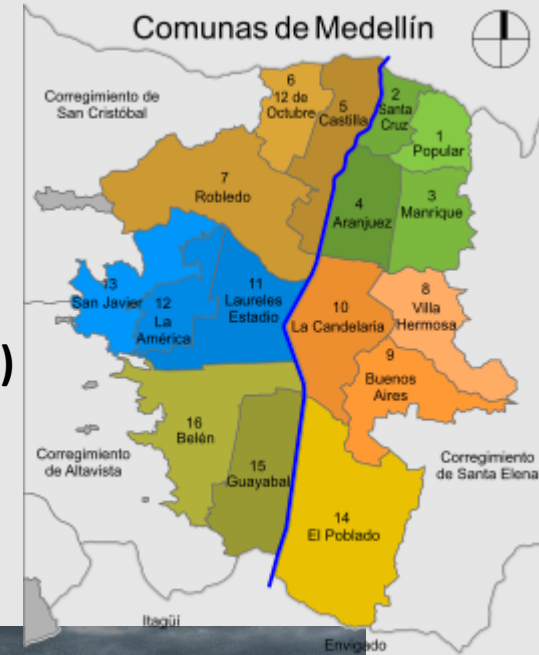 Comunas de Medellín
Corregimiento de
San Cristóbal
6
12 de
Octubre
5
Castilla
2
Santa
Cruz
1
Popular
7
Robledo
4
Aranjuez
3
Manrique
13
San Javier
12
La
América
11
Laureles
Estadio
10
La Candelaria
8
Villa
Hermosa
9
Buenos
Aires
)
16
Belén
15
Guayabal
14
El Poblado
Corregimiento
de Altavista
Corregimiento
de Santa Elena
Itagüí
Envigado